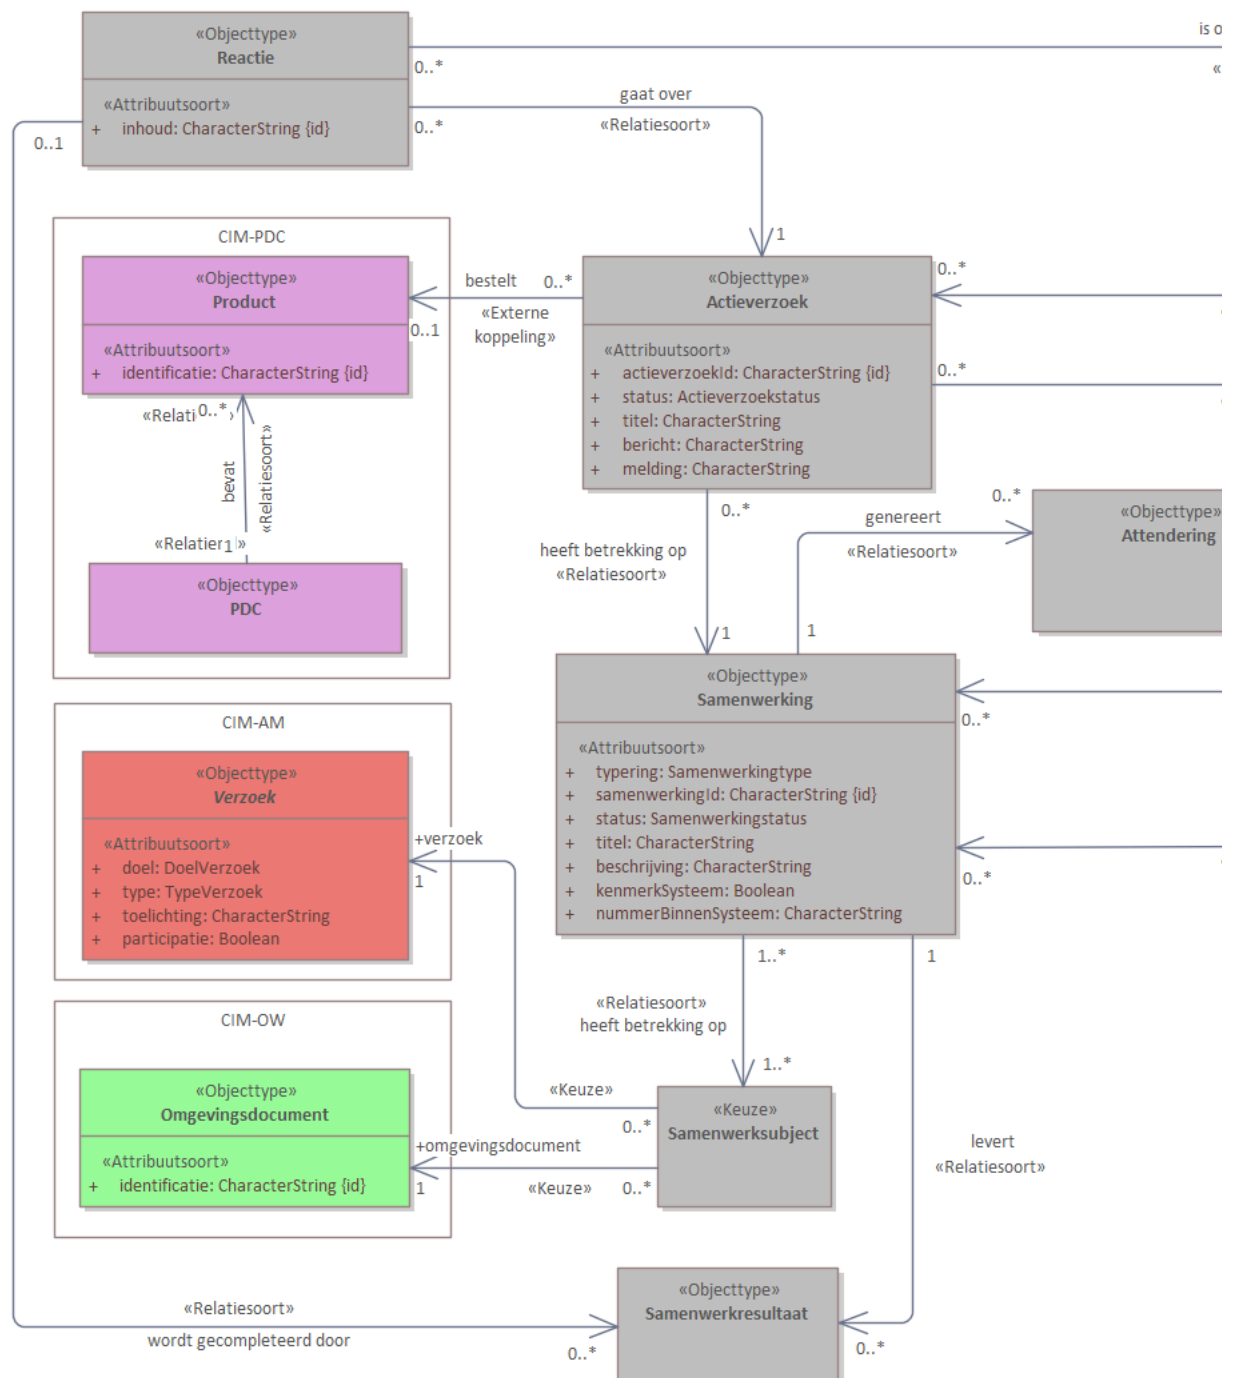 «Objecttype»
Reactie
«Attribuutsoort»
+ inhoud: CharacterString {id}
0..*
is o
«
0..*
gaat over
«Relatiesoort»
1
0..1
CIM-PDC
«Objecttype»
Product
«Attribuutsoort»
+ identificatie: CharacterString {id}
bestelt
0..*
«Externe
koppeling»
0..1
«Relati
0..*
»
bevat
«Relatiesoort»
«Relatier
1
»
«Objecttype»
PDC
«Objecttype»
Actieverzoek
«Attribuutsoort»
+ actieverzoekId: CharacterString {id}
+ status: Actieverzoekstatus
+ titel: CharacterString
+ bericht: CharacterString
+ melding: CharacterString
0..*
0..*
0..*
heeft betrekking op
«Relatiesoort»
1
genereert
«Relatiesoort»
0..*
1
«Objecttype»
Attendering
«Objecttype»
Samenwerking
«Attribuutsoort»
+ typering: Samenwerkingtype
+ samenwerkingId: CharacterString {id}
+ status: Samenwerkingstatus
+ titel: CharacterString
+ beschrijving: CharacterString
+ kenmerkSysteem: Boolean
+ nummerBinnenSysteem: CharacterString
0..*
0..*
CIM-AM
«Objecttype»
Verzoek
«Attribuutsoort»
+ doel: DoelVerzoek
+ type: TypeVerzoek
+ toelichting: CharacterString
+ participatie: Boolean
+verzoek
1
1..*
1
«Relatiesoort»
heeft betrekking op
1..*
CIM-OW
«Objecttype»
Omgevingsdocument
«Attribuutsoort»
+ identificatie: CharacterString {id}
«Keuze»
0..*
+omgevingsdocument
1
«Keuze»
0..*
«Keuze»
Samenwerksubject
levert
«Relatiesoort»
«Objecttype»
Samenwerkresultaat
«Relatiesoort»
wordt gecompleteerd door
0..*
0..*